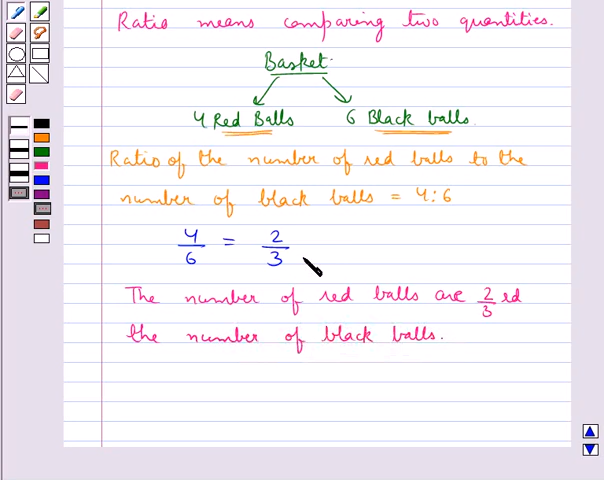 Ratio means comparing two quantities.
Basket.
4 Red Balls 6 Black balls.
Ratio of the number of red balls to the
number of black balls = 4:6
4/6 = 2/3
The number of red balls are 2/3 rd
the number of black balls.